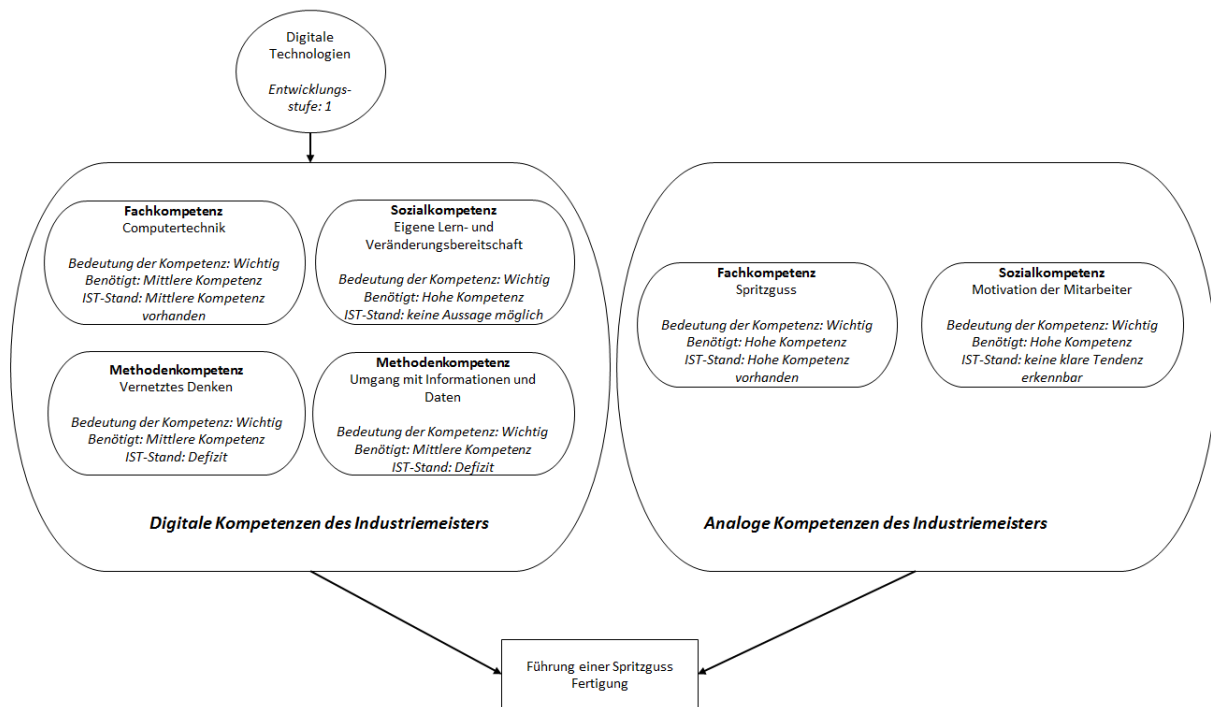 Digitale
Technologien
Entwicklungs-
stufe: 1
Fachkompetenz
Computertechnik
Bedeutung der Kompetenz: Wichtig
Benötigt: Mittlere Kompetenz
IST-Stand: Mittlere Kompetenz
vorhanden
Sozialkompetenz
Eigene Lern- und
Veränderungsbereitschaft
Bedeutung der Kompetenz: Wichtig
Benötigt: Hohe Kompetenz
IST-Stand: keine Aussage möglich
Methodenkompetenz
Vernetztes Denken
Bedeutung der Kompetenz: Wichtig
Benötigt: Mittlere Kompetenz
IST-Stand: Defizit
Methodenkompetenz
Umgang mit Informationen und
Daten
Bedeutung der Kompetenz: Wichtig
Benötigt: Mittlere Kompetenz
IST-Stand: Defizit
Digitale Kompetenzen des Industriemeisters
Fachkompetenz
Spritzguss
Bedeutung der Kompetenz: Wichtig
Benötigt: Hohe Kompetenz
IST-Stand: Hohe Kompetenz
vorhanden
Sozialkompetenz
Motivation der Mitarbeiter
Bedeutung der Kompetenz: Wichtig
Benötigt: Hohe Kompetenz
IST-Stand: keine klare Tendenz
erkennbar
Analoge Kompetenzen des Industriemeisters
Führung einer Spritzguss
Fertigung